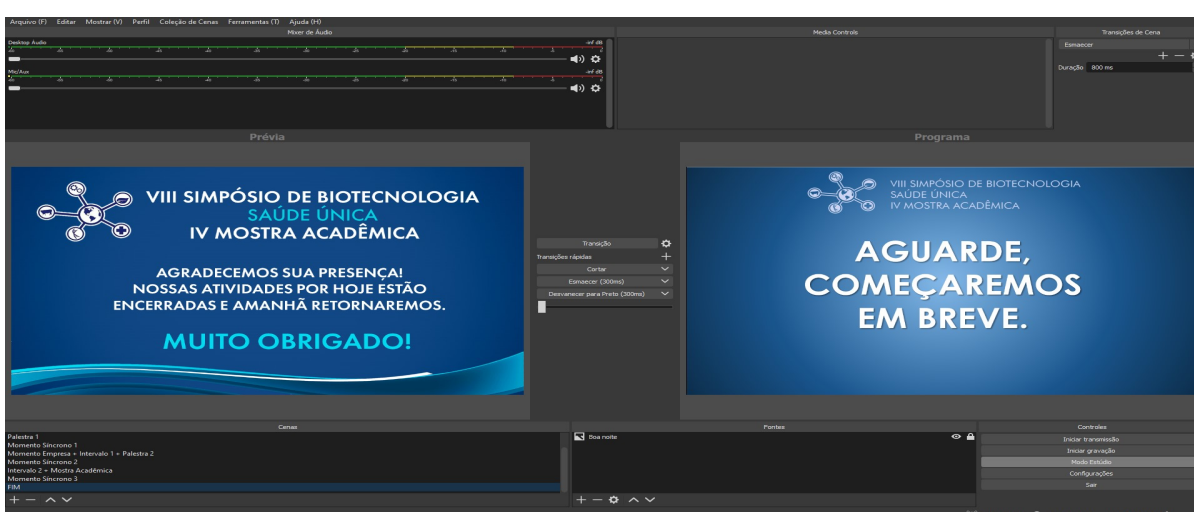 Arquivo (F) Editar Mostrar (V) Perfil Coleção de Cenas Ferramentas (T) Ajuda (H)
Mixer de Áudio
Media Controls
Transições de Cena
Desktop Audio
-inf dB
Mic/Aux
-inf dB
Esmaecer
Duração 800 ms
Prévia
Programa
VIII SIMPÓSIO DE BIOTECNOLOGIA
SAÚDE ÚNICA
IV MOSTRA ACADÊMICA
AGRADECEMOS SUA PRESENÇA!
NOSSAS ATIVIDADES POR HOJE ESTÃO
ENCERRADAS E AMANHÃ RETORNAREMOS.
MUITO OBRIGADO!
Transição
Transições rápidas
Cortar
Esmaecer (300ms)
Desvanecer para Preto (300ms)
VIII SIMPÓSIO DE BIOTECNOLOGIA
SAÚDE ÚNICA
IV MOSTRA ACADÊMICA
AGUARDE,
COMEÇAREMOS
EM BREVE.
Cenas
Palestra 1
Momento Síncrono 1
Momento Empresa + Intervalo 1 + Palestra 2
Momento Síncrono 2
Intervalo 2 + Mostra Acadêmica
Momento Síncrono 3
FIM
Fontes
Boa noite
Controles
Iniciar transmissão
Iniciar gravação
Modo Estúdio
Configurações
Sair